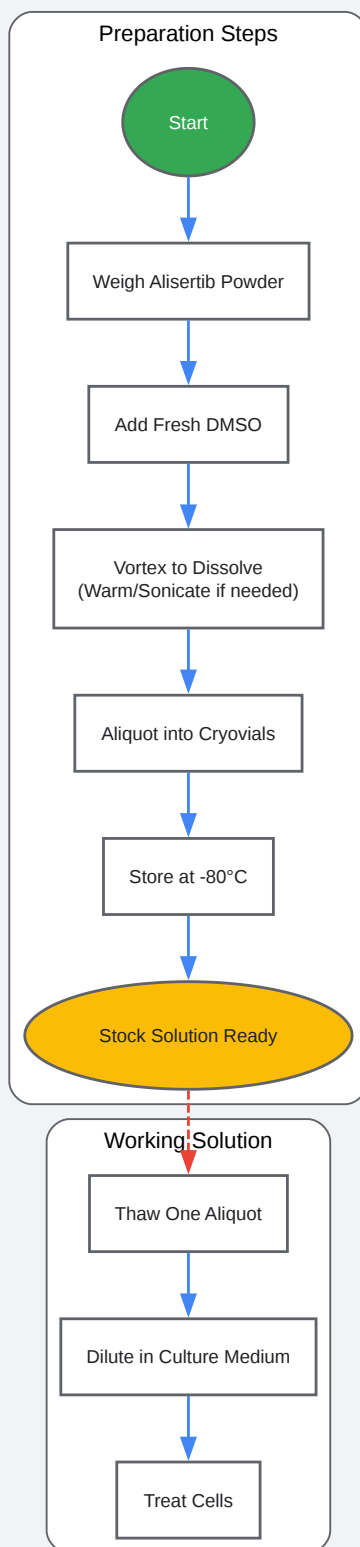 Preparation Steps
Start
Weigh Alisertib Powder
Add Fresh DMSO
Vortex to Dissolve
(Warm/Sonicate if needed)
Aliquot into Cryovials
Store at -80°C
Stock Solution Ready
Working Solution
Thaw One Aliquot
Dilute in Culture Medium
Treat Cells